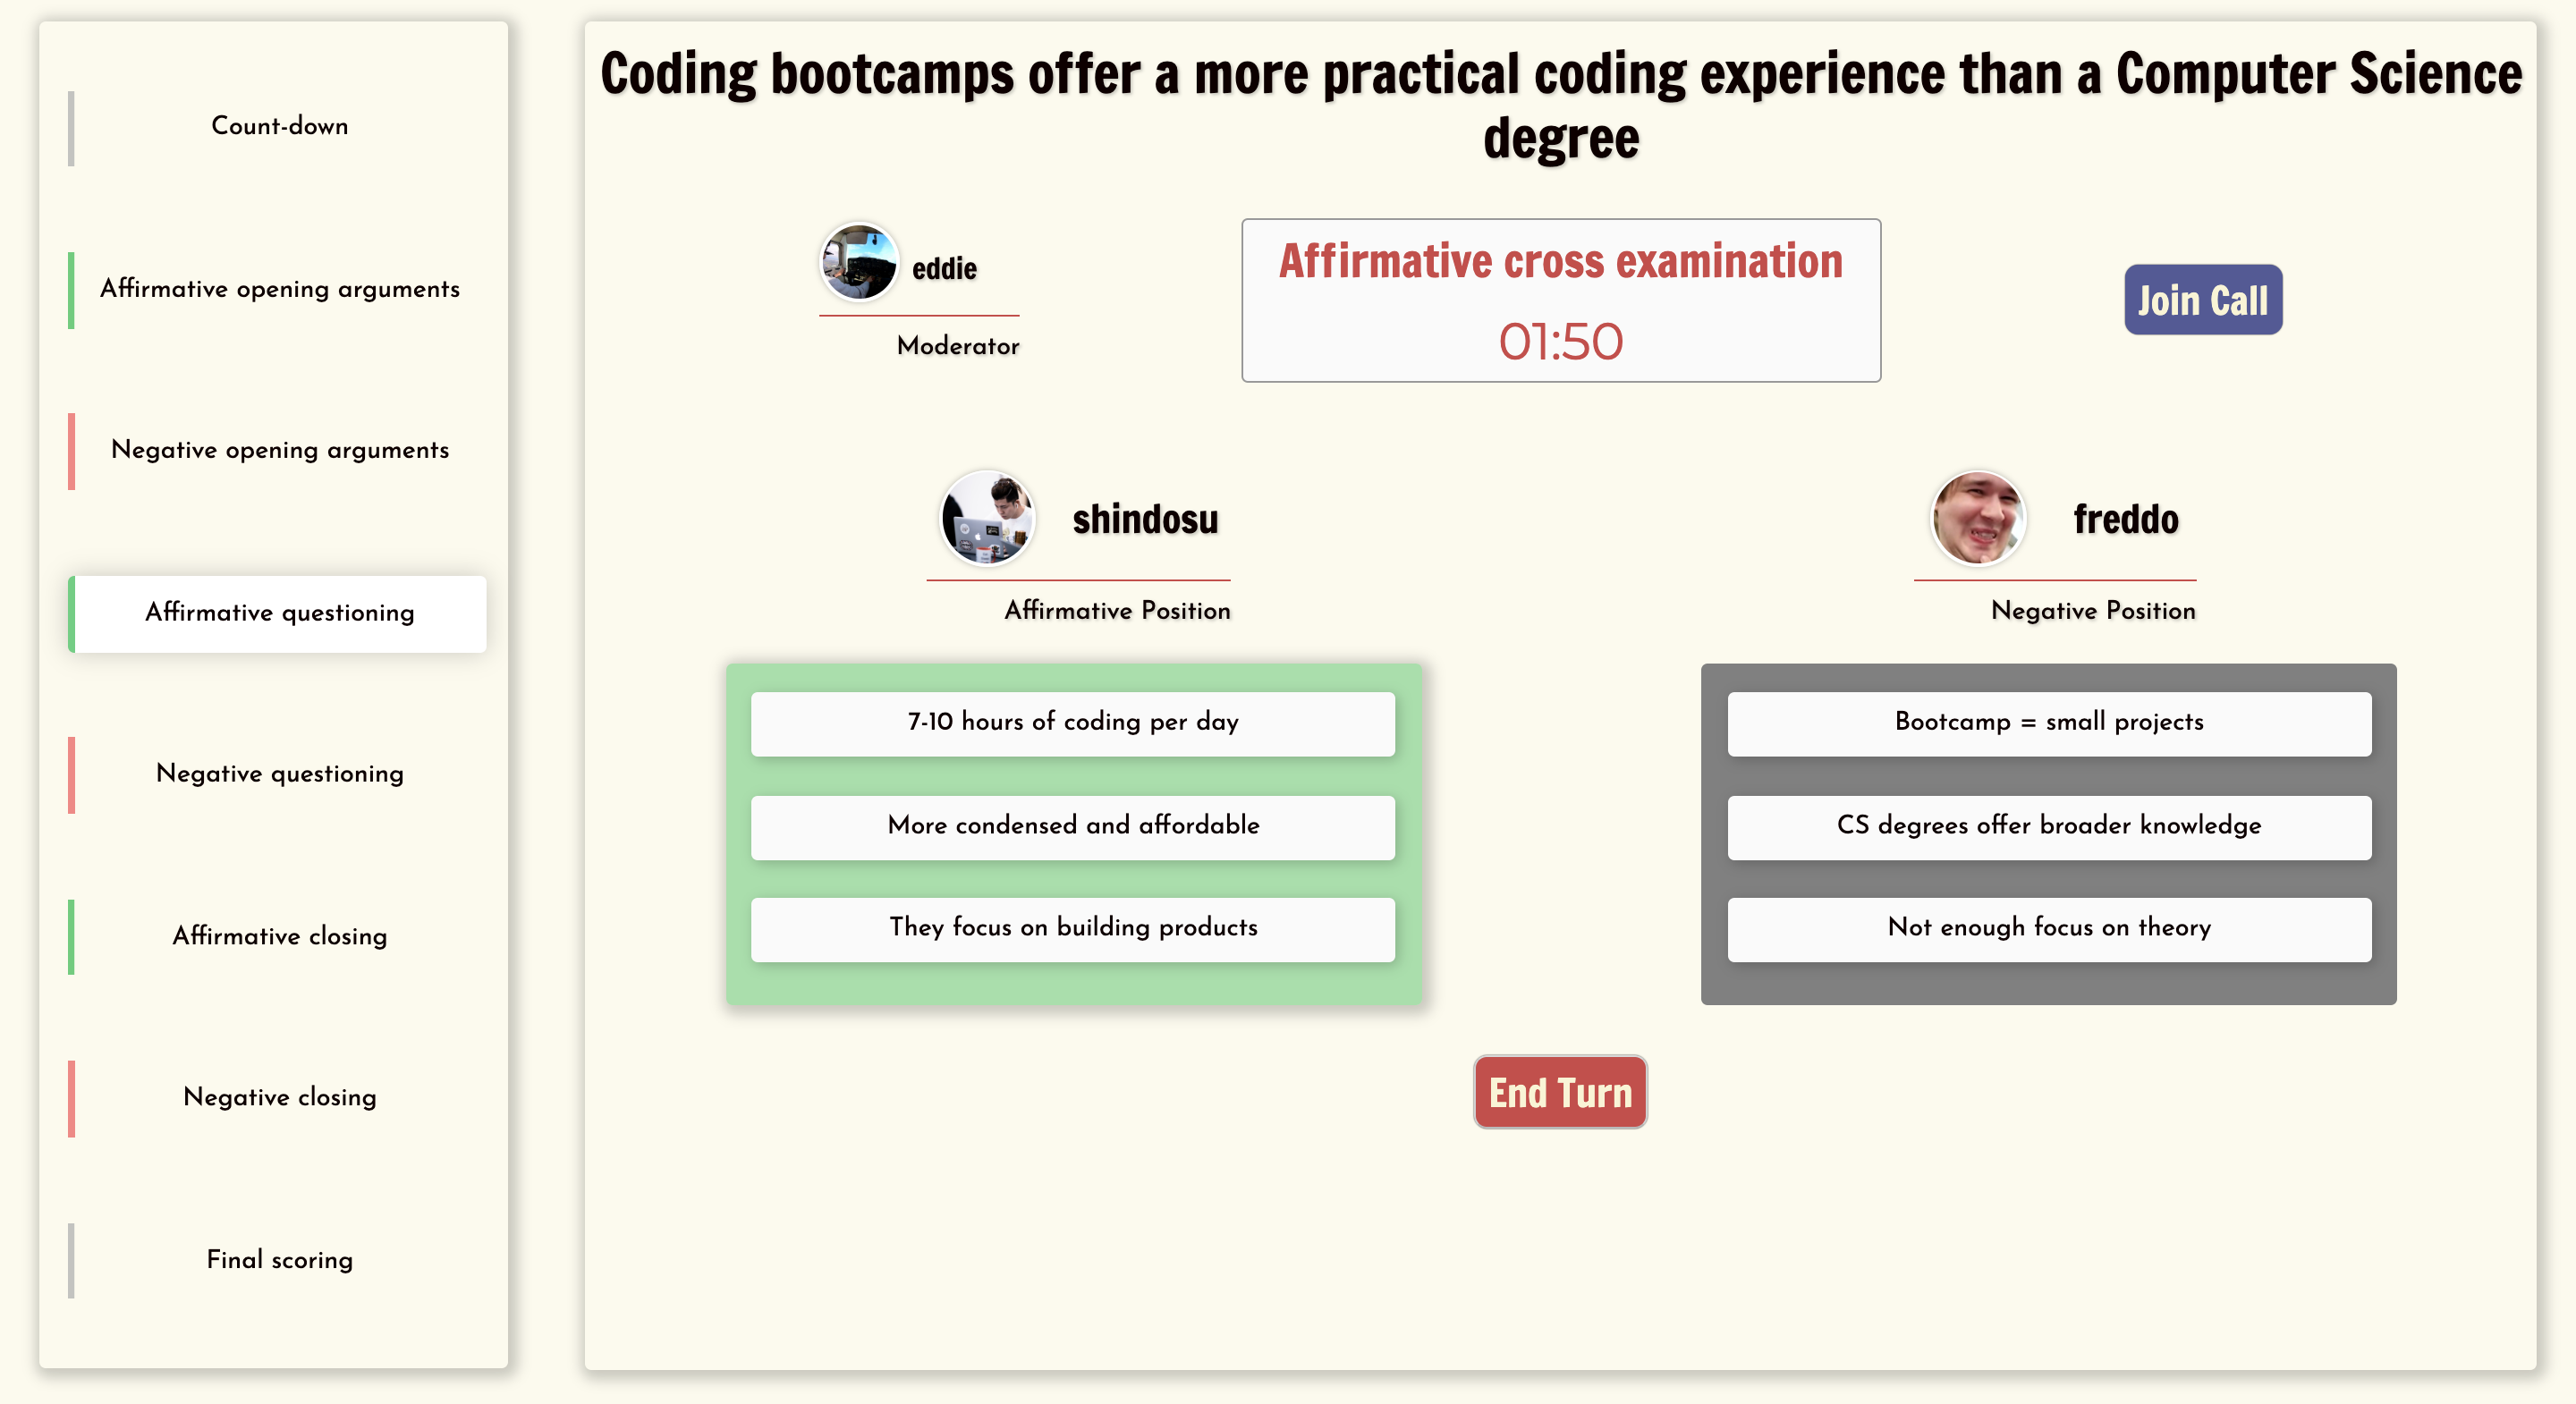 Count-down
Affirmative opening arguments
Negative opening arguments
Affirmative questioning
Negative questioning
Affirmative closing
Negative closing
Final scoring
Coding bootcamps offer a more practical coding experience than a Computer Science
degree
eddie
Moderator
Affirmative cross examination
01:50
Join Call
shindosu
Affirmative Position
7-10 hours of coding per day
More condensed and affordable
They focus on building products
freddo
Negative Position
Bootcamp = small projects
CS degrees offer broader knowledge
Not enough focus on theory
End Turn